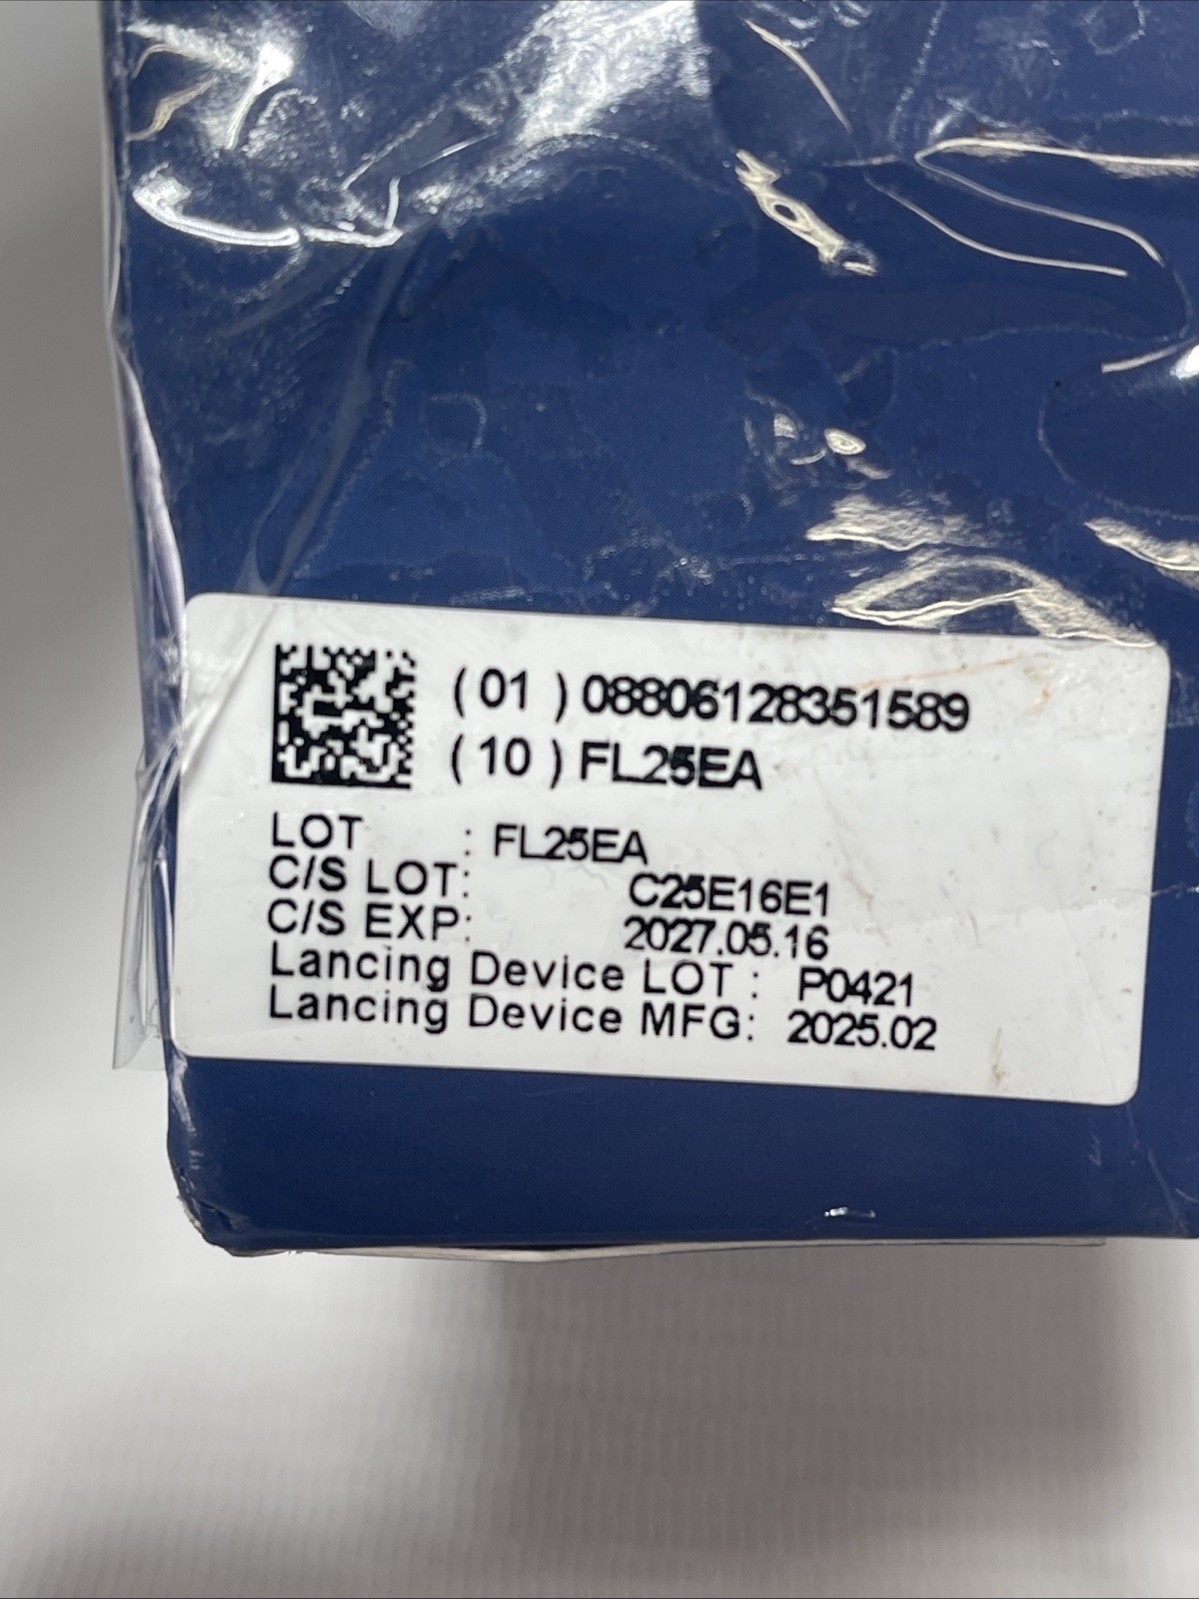 (01 )08806128351589
(10 )FL25EA
LOT : FL25EA
C/S LOT: C25E16E1
C/S EXP: 2027.05.16
Lancing Device LOT : P0421
Lancing Device MFG: 2025.02